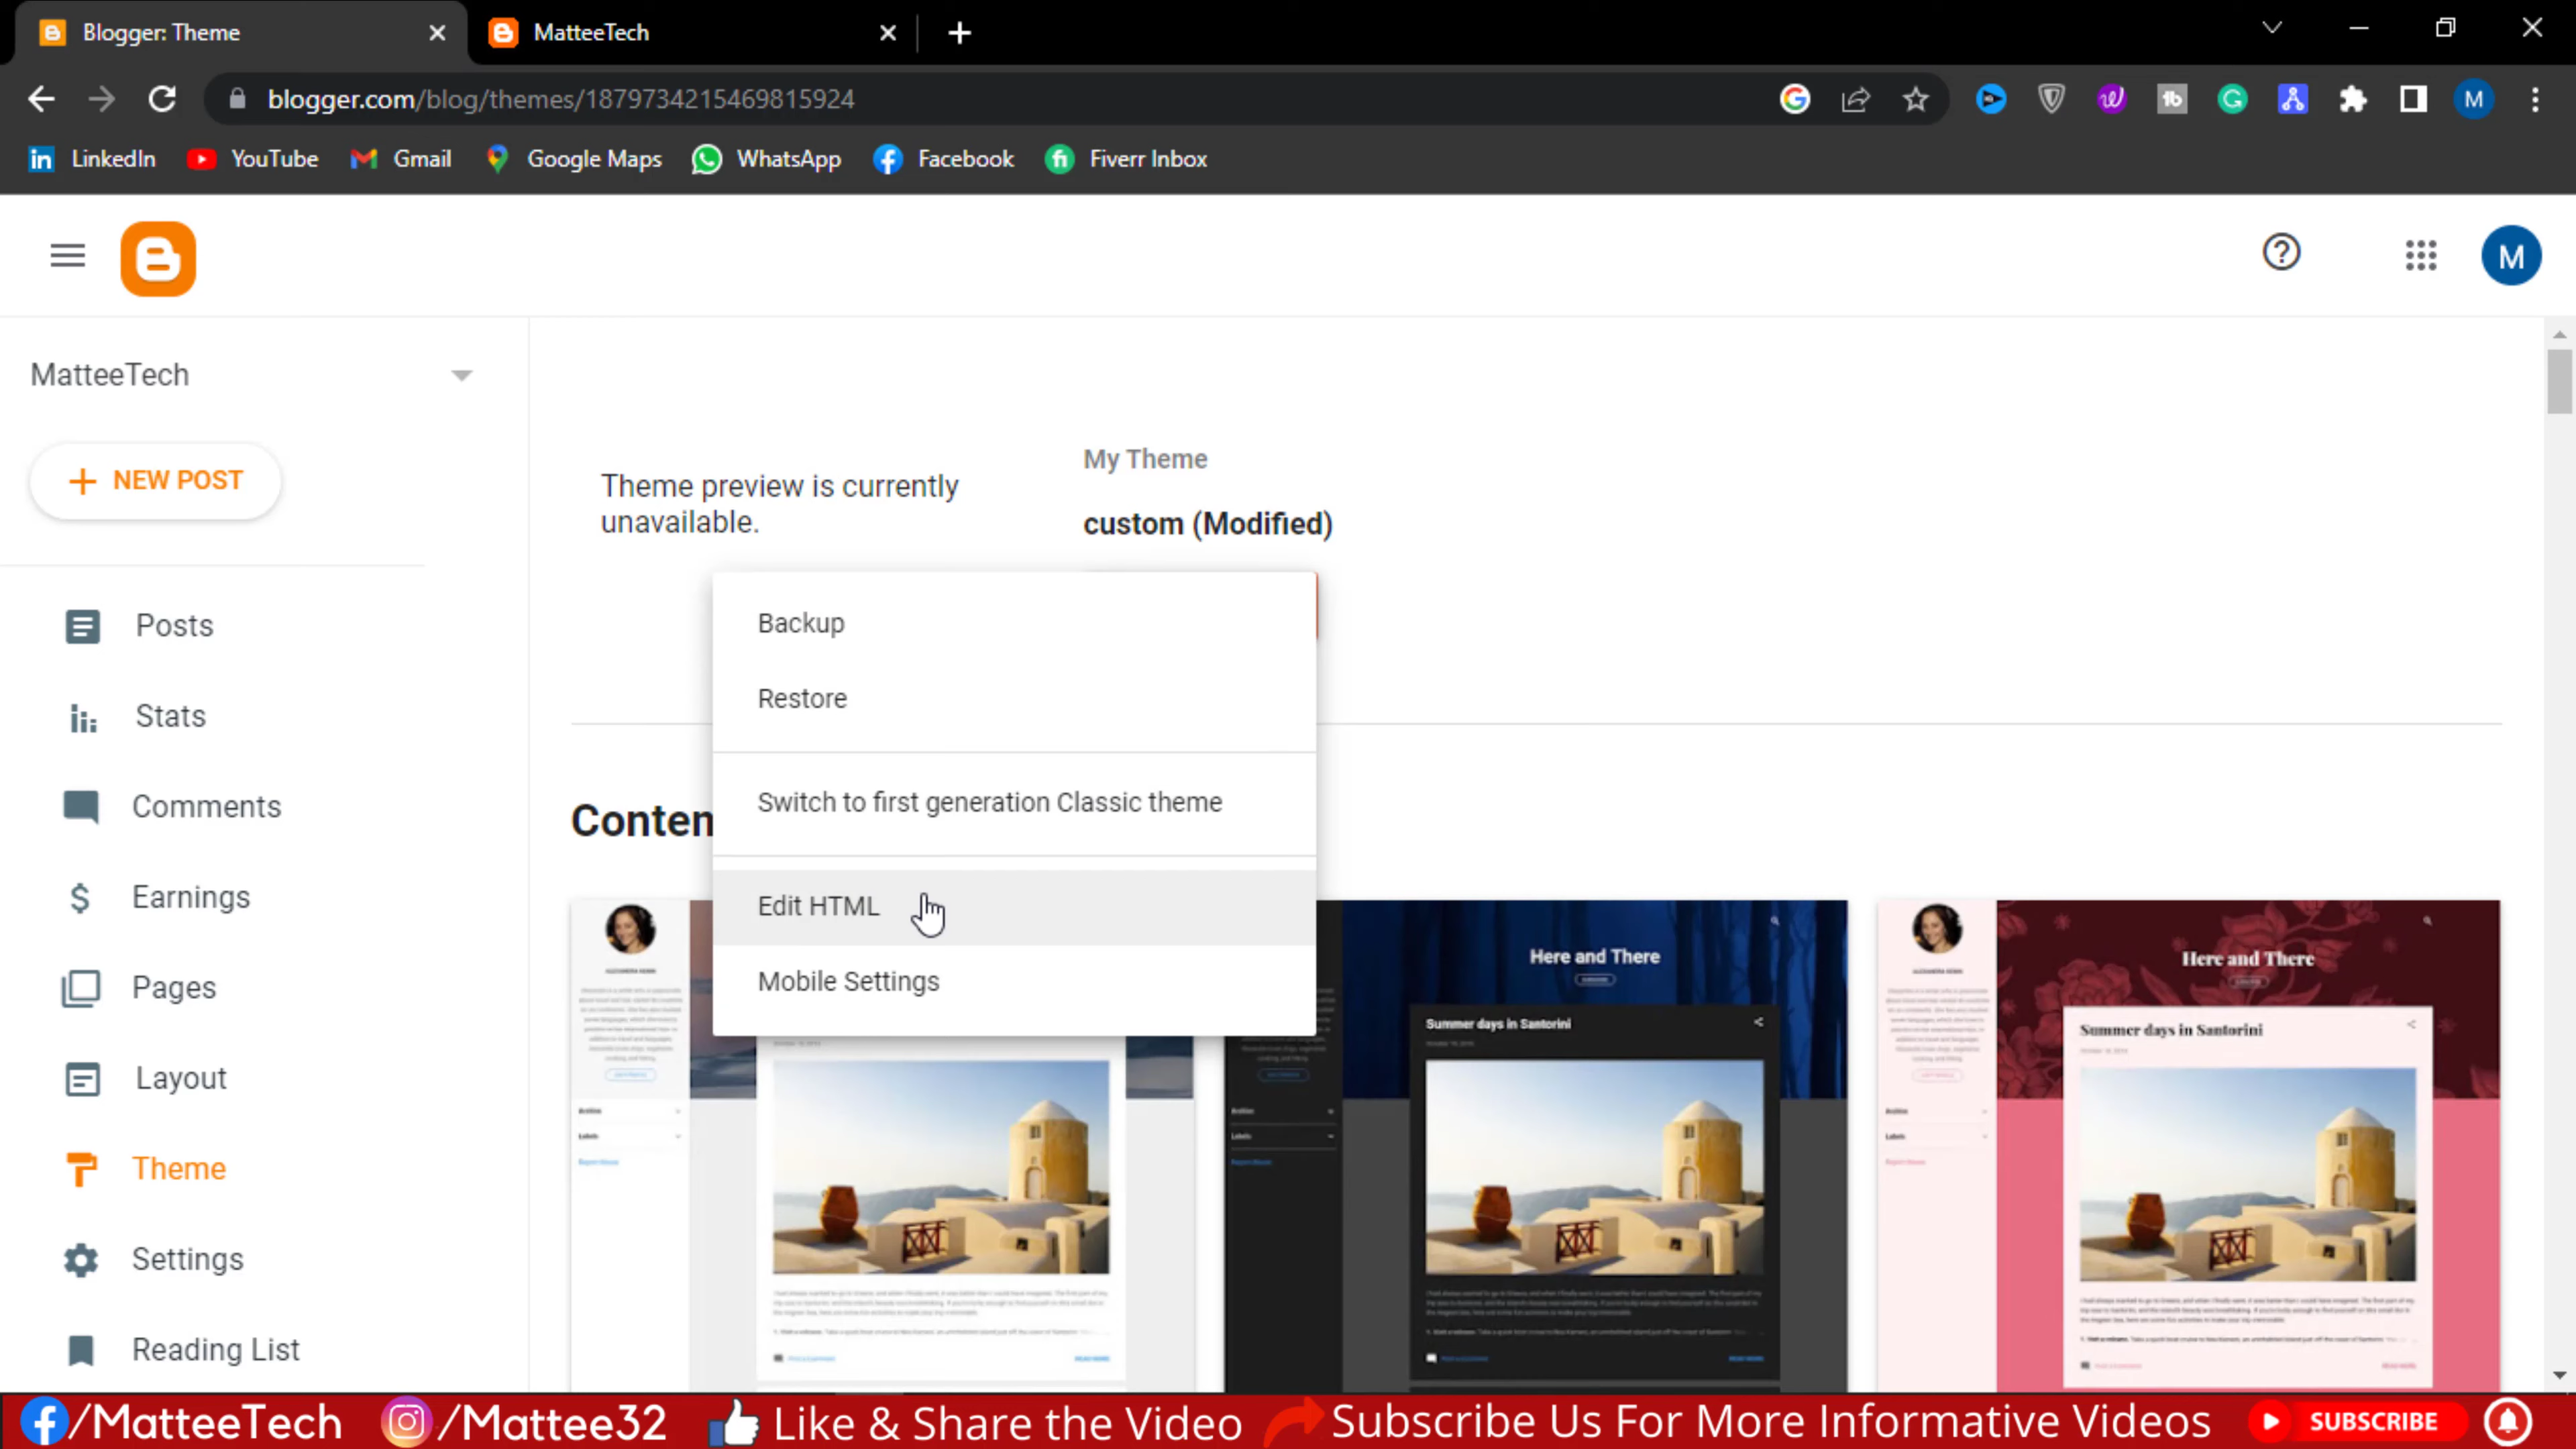 Blogger: Theme
MatteeTech
blogger.com/blog/themes/1879734215469815924
LinkedIn YouTube Gmail Google Maps WhatsApp Facebook Fiverr Inbox
M
MatteeTech
NEW POST
Posts
Stats
Comments
Earnings
Pages
Layout
Theme
Settings
Reading List
Theme preview is currently
unavailable.
My Theme
custom (Modified)
Backup
Restore
Switch to first generation Classic theme
Edit HTML
Mobile Settings
Conten
Here and There
Summer days in Santorini
Here and There
Summer days in Santorini
/MatteeTech /Mattee32 Like & Share the Video Subscribe Us For More Informative Videos SUBSCRIBE